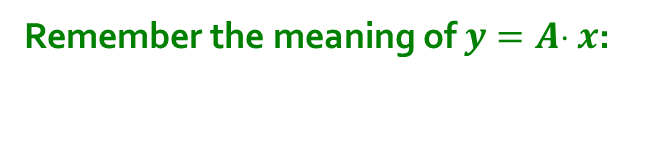 Remember the meaning of y = A· x: